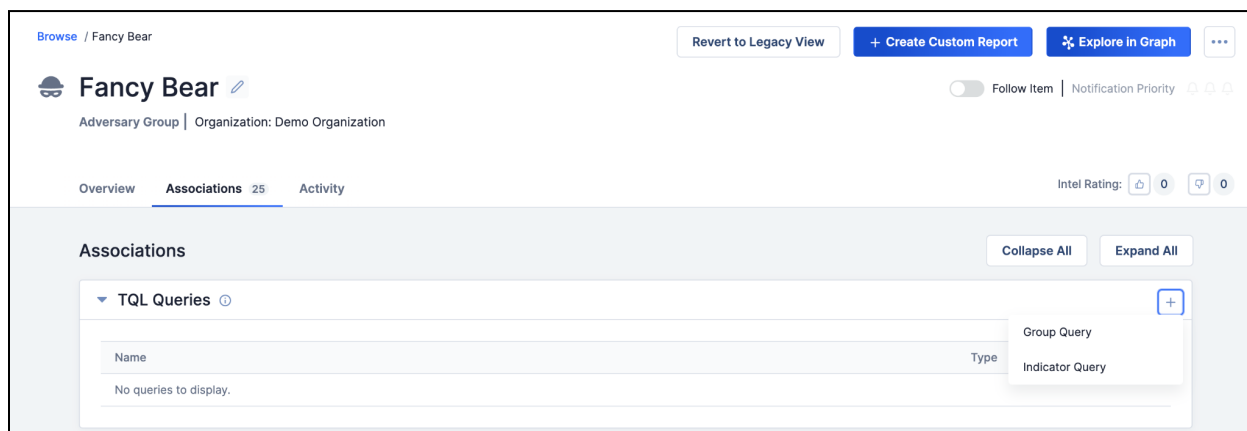 Browse / Fancy Bear
Revert to Legacy View
+ Create Custom Report
Explore in Graph
Fancy Bear
Follow Item | Notification Priority
Adversary Group | Organization: Demo Organization
Overview
Associations 25
Activity
Intel Rating: 0 0
Associations
Collapse All
Expand All
TQL Queries
+
Group Query
Name
Type
Indicator Query
No queries to display.